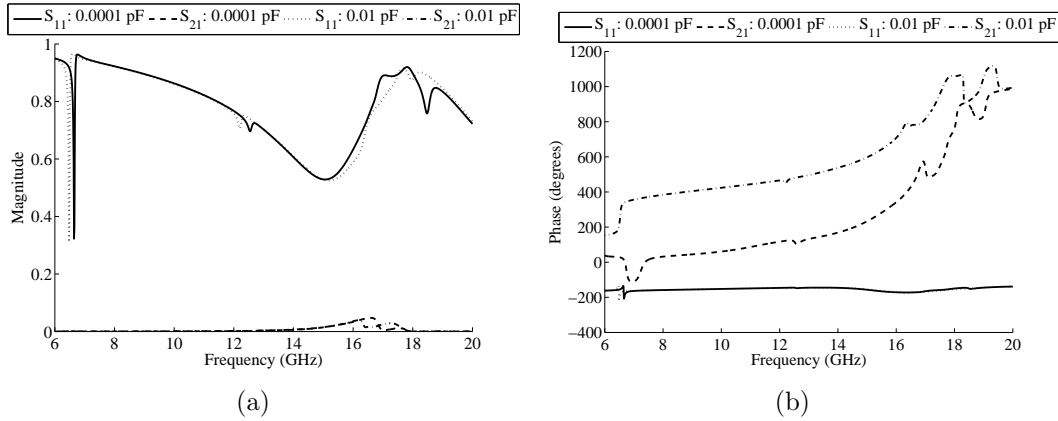 S11: 0.0001 pF S21: 0.0001 pF S11: 0.01 pF S21: 0.01 pF
1
0.8
0.6
0.4
0.2
0
Magnitude
6 8 10 12 14 16 18 20
Frequency (GHz)
(a)
S11: 0.0001 pF S21: 0.0001 pF S11: 0.01 pF S21: 0.01 pF
1200
1000
800
600
400
200
0
−200
−400
Phase (degrees)
6 8 10 12 14 16 18 20
Frequency (GHz)
(b)